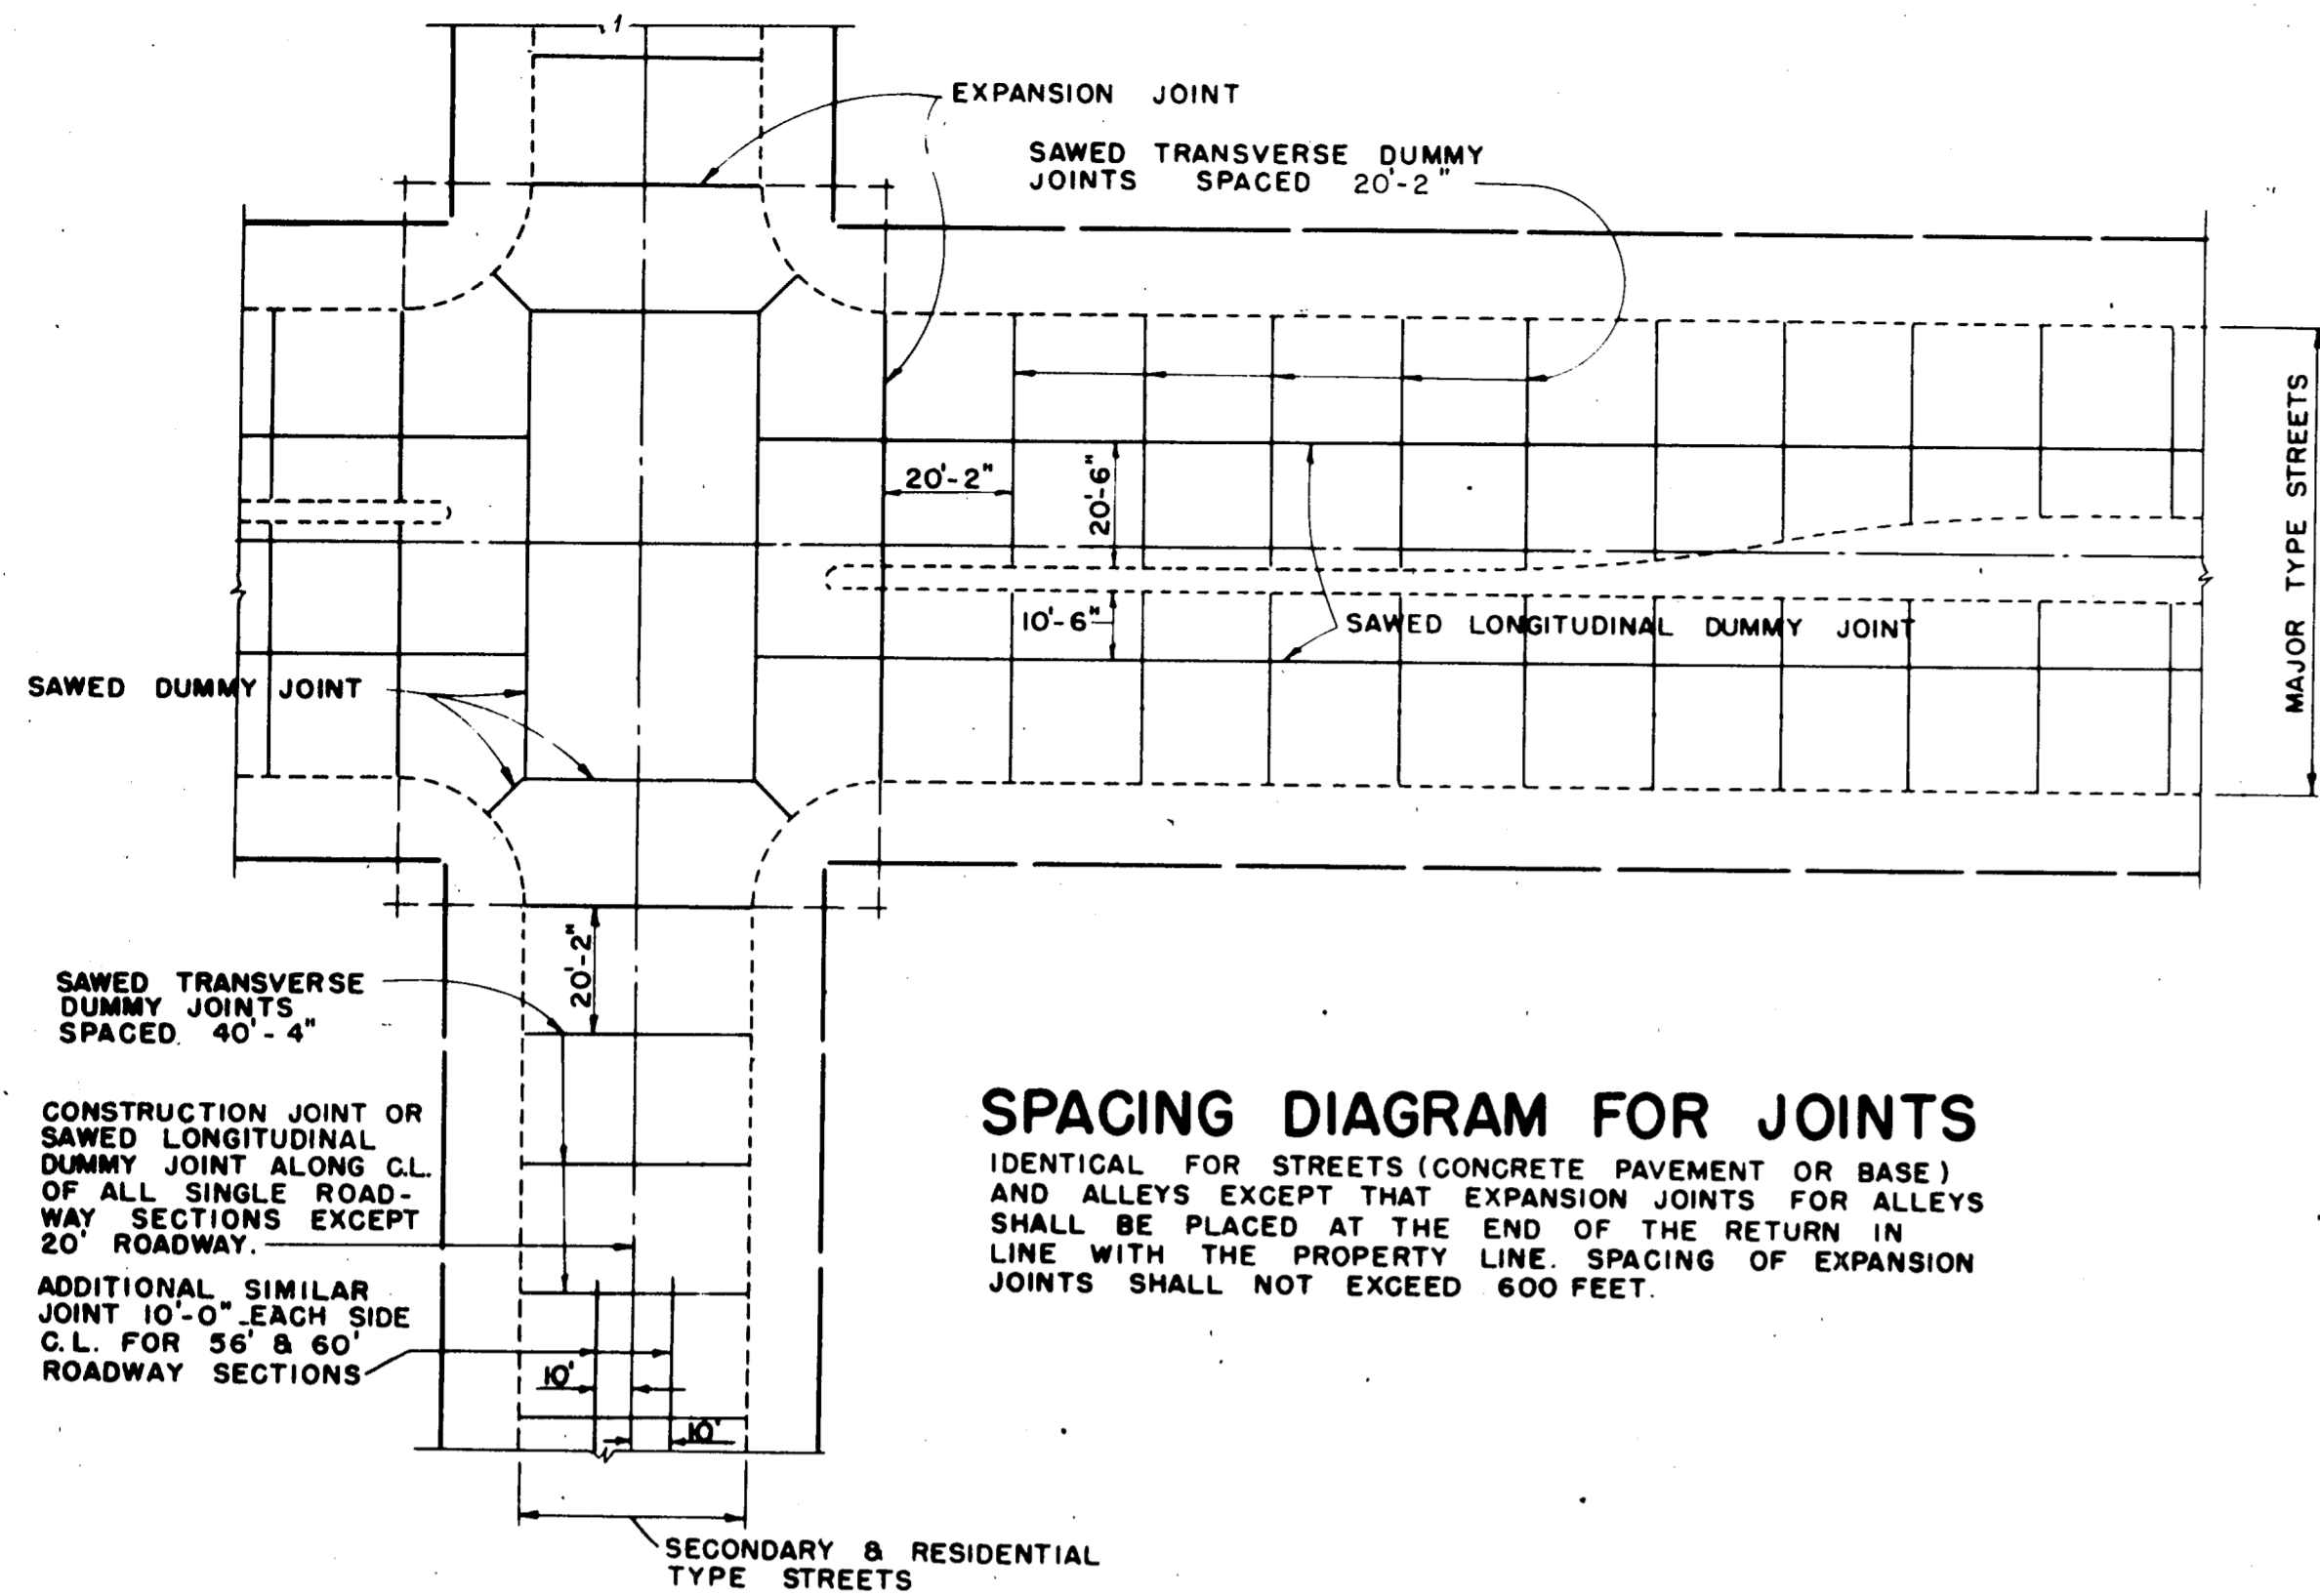 1
EXPANSION JOINT
SAWED TRANSVERSE DUMMY
JOINTS SPACED 20'-2"
20'-2"
20'-6"
10'-6"
SAWED LONGITUDINAL DUMMY JOINT
MAJOR TYPE STREETS
SAWED DUMMY JOINT
20'-2"
SAWED TRANSVERSE
DUMMY JOINTS
SPACED. 40'-4"
CONSTRUCTION JOINT OR
SAWED LONGITUDINAL
DUMMY JOINT ALONG C.L.
OF ALL SINGLE ROAD-
WAY SECTIONS EXCEPT
20' ROADWAY.
ADDITIONAL SIMILAR
JOINT 10'-0" EACH SIDE
C.L. FOR 56' & 60'
ROADWAY SECTIONS
10'
10'
SECONDARY & RESIDENTIAL
TYPE STREETS
SPACING DIAGRAM FOR JOINTS
IDENTICAL FOR STREETS (CONCRETE PAVEMENT OR BASE)
AND ALLEYS EXCEPT THAT EXPANSION JOINTS FOR ALLEYS
SHALL BE PLACED AT THE END OF THE RETURN IN
LINE WITH THE PROPERTY LINE. SPACING OF EXPANSION
JOINTS SHALL NOT EXCEED 600 FEET.